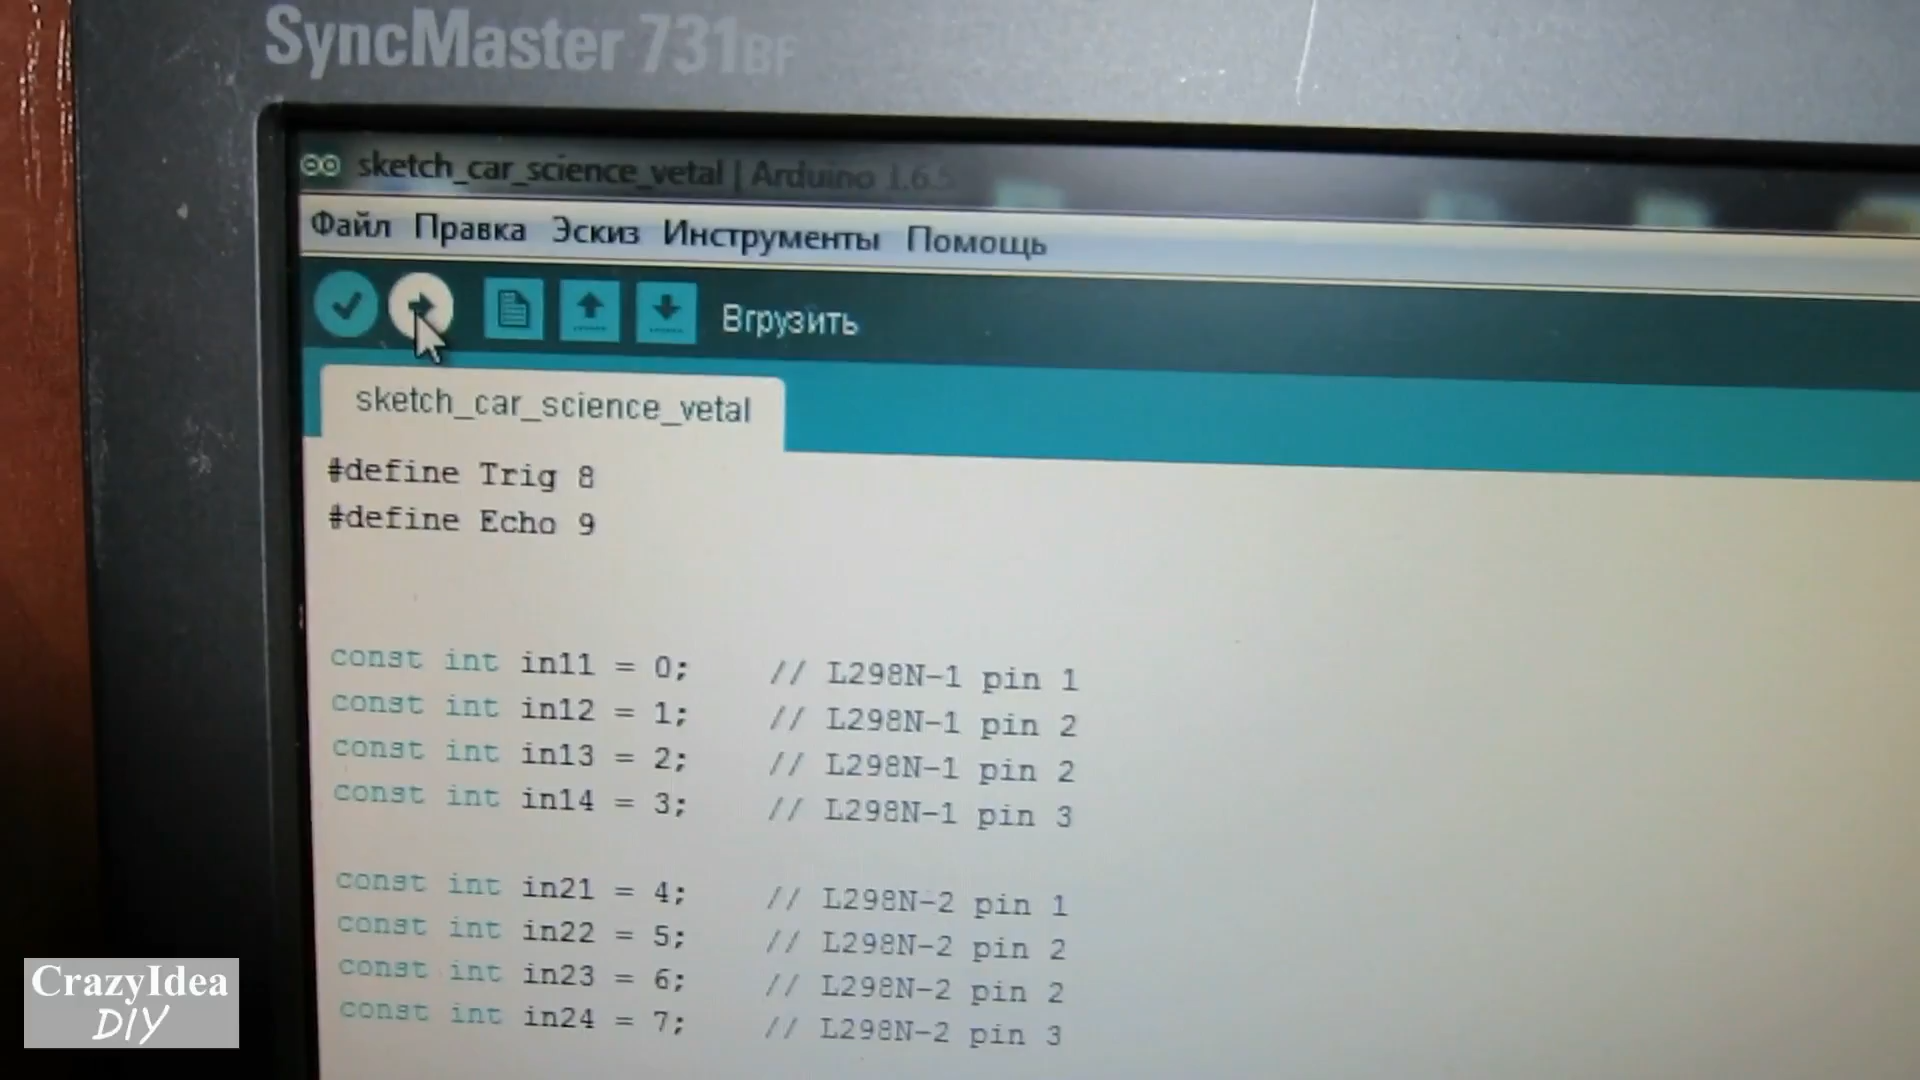 SyncMaster 731BF
sketch_car_science_vetal | Arduino 1.6.5
Файл Правка Эскиз Инструменты Помощь
Вгрузить
sketch_car_science_vetal
#define Trig 8
#define Echo 9
const int in11 = 0; // L298N-1 pin 1
const int in12 = 1; // L298N-1 pin 2
const int in13 = 2; // L298N-1 pin 2
const int in14 = 3; // L298N-1 pin 3
const int in21 = 4; // L298N-2 pin 1
const int in22 = 5; // L298N-2 pin 2
const int in23 = 6; // L298N-2 pin 2
const int in24 = 7; // L298N-2 pin 3
CrazyIdea
DIY